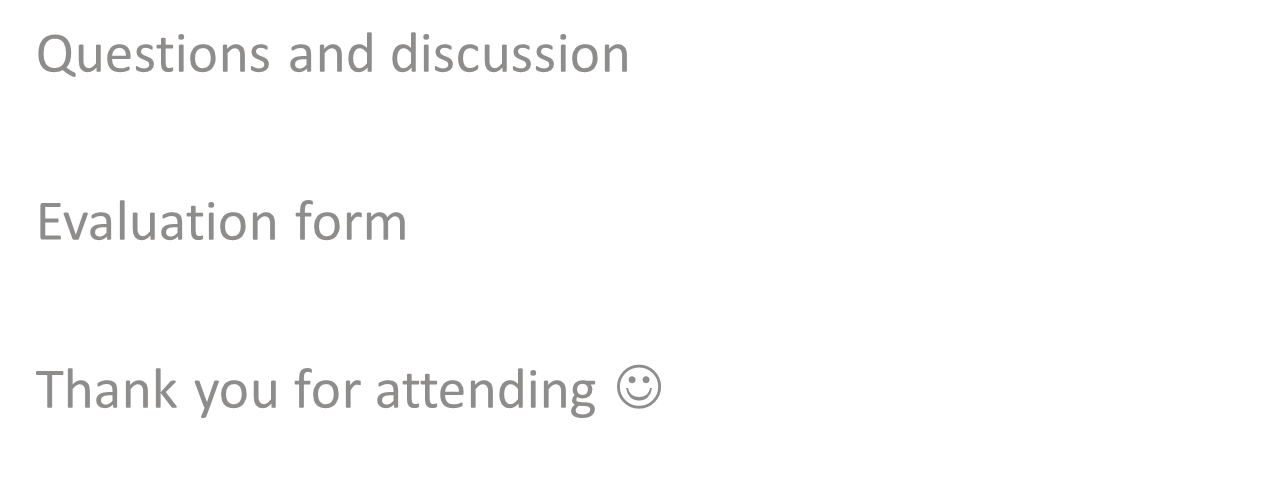 Questions and discussion
Evaluation form
Thank you for attending ☺